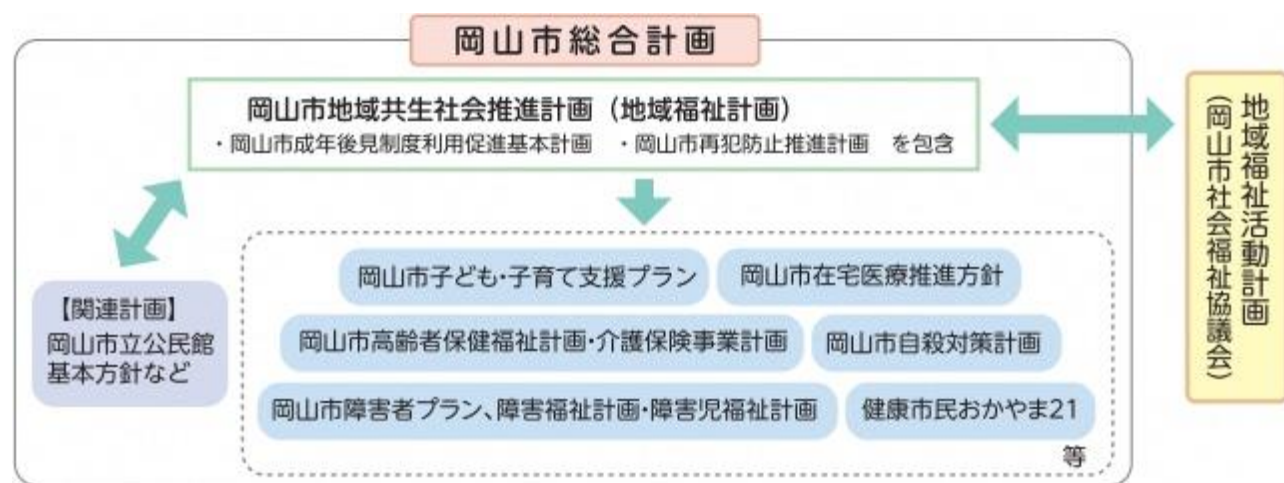 岡山市総合計画
岡山市地域共生社会推進計画（地域福祉計画）
・岡山市成年後見制度利用促進基本計画　・岡山市再犯防止推進計画　を包含
地域福祉活動計画
（岡山市社会福祉協議会）
【関連計画】
岡山市立公民館
基本方針など
岡山市子ども・子育て支援プラン
岡山市在宅医療推進方針
岡山市高齢者保健福祉計画・介護保険事業計画
岡山市自殺対策計画
岡山市障害者プラン、障害福祉計画・障害児福祉計画
健康市民おかやま21
等